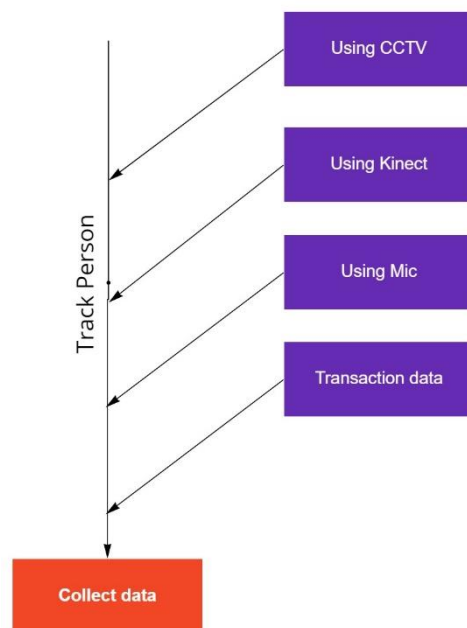 Using CCTV
Using Kinect
Track Person
Using Mic
Transaction data
Collect data